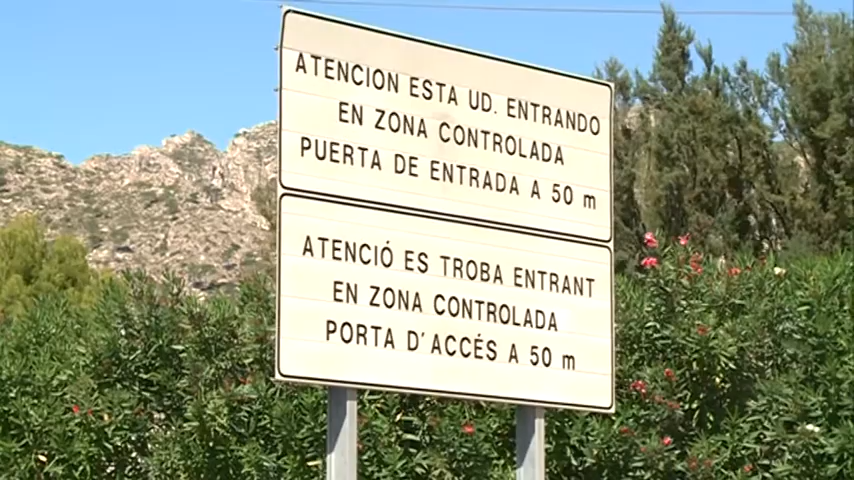 ATENCION ESTA UD. ENTRANDO
EN ZONA CONTROLADA
PUERTA DE ENTRADA A 50 m
ATENCIÓ ES TROBA ENTRANT
EN ZONA CONTROLADA
PORTA D'ACCÉS A 50 m